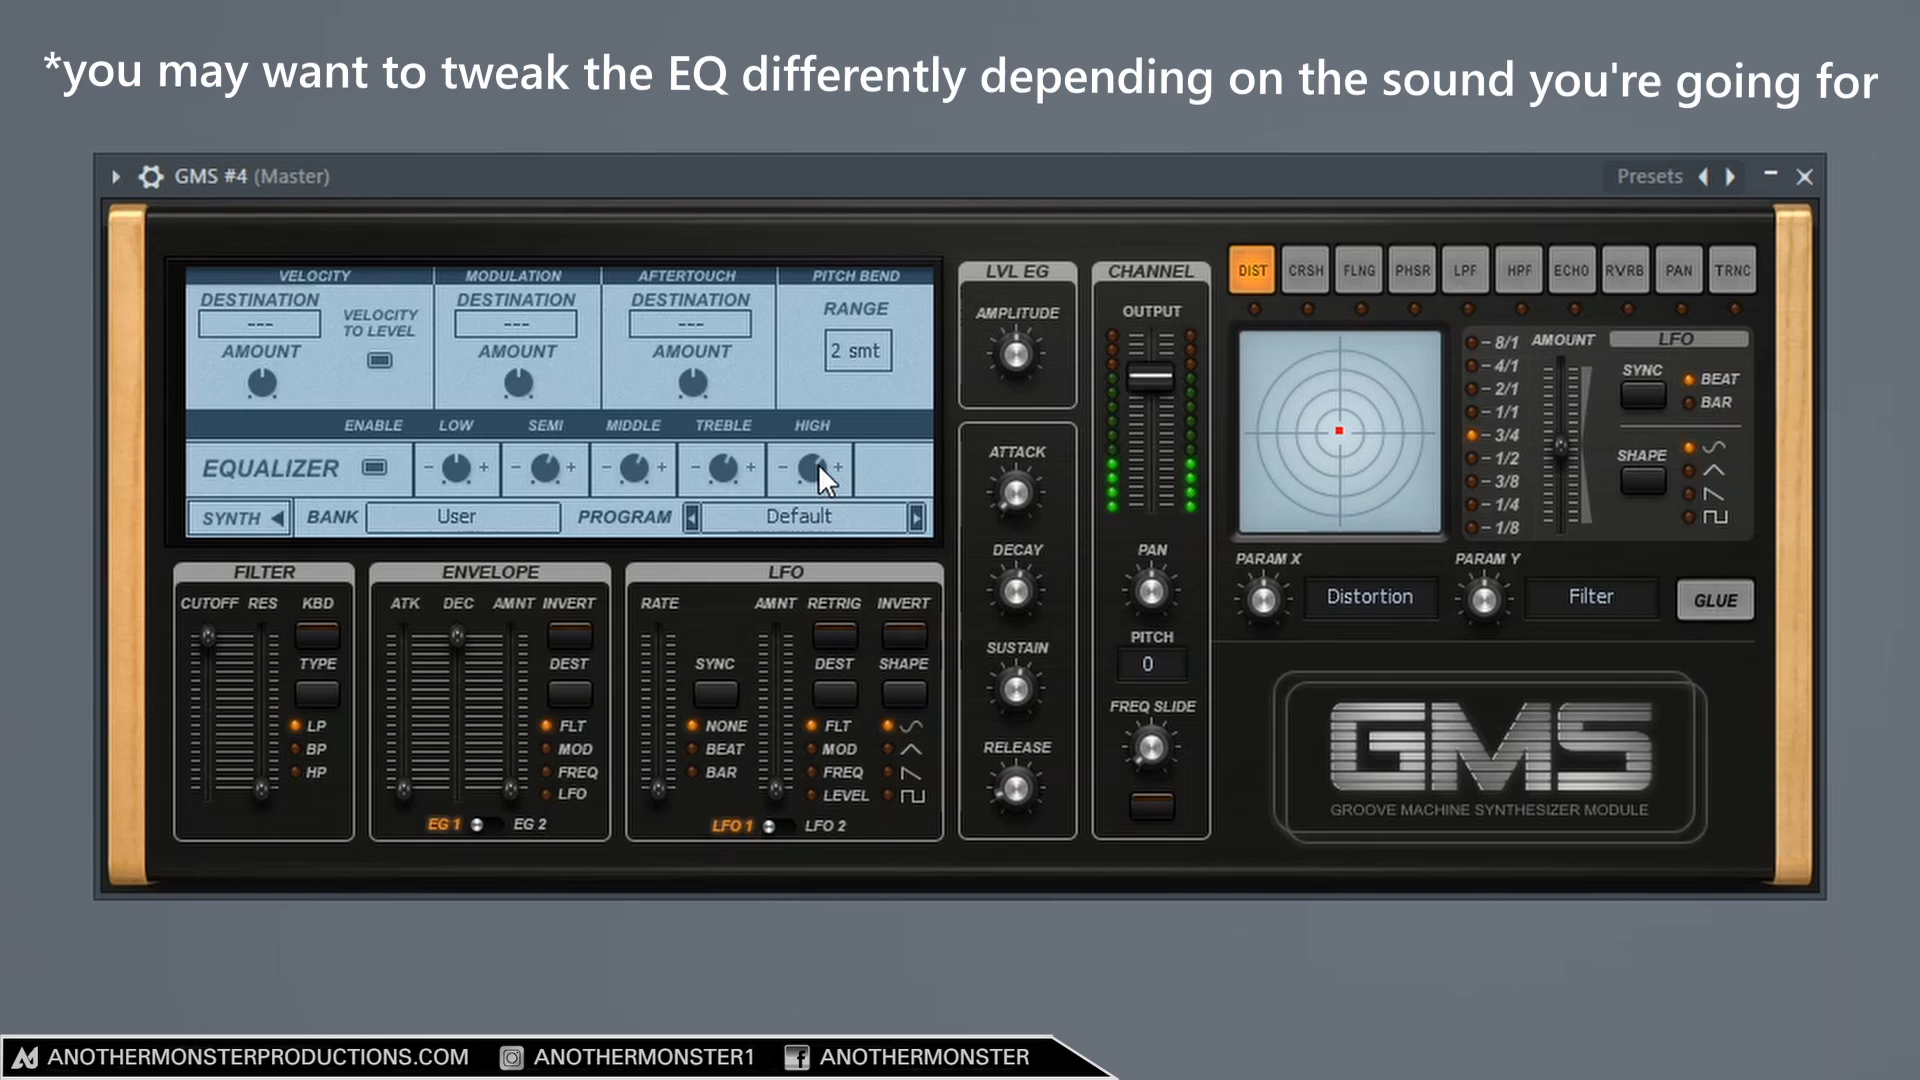 *you may want to tweak the EQ differently depending on the sound you're going for
GMS #4 (Master)
Presets
VELOCITY MODULATION AFTERTOUCH PITCH BEND
DESTINATION DESTINATION DESTINATION RANGE
--- VELOCITY TO LEVEL --- --- 2 smt
AMOUNT AMOUNT AMOUNT
ENABLE LOW SEMI MIDDLE TREBLE HIGH
EQUALIZER - + - + - + - + - +
SYNTH BANK User PROGRAM Default
FILTER
CUTOFF RES KBD
TYPE
LP
BP
HP
ENVELOPE
ATK DEC AMNT INVERT
DEST
FLT
MOD
FREQ
LFO
EG 1 EG 2
LFO
RATE AMNT RETRIG INVERT
SYNC DEST SHAPE
NONE FLT
BEAT MOD
BAR FREQ
LEVEL
LFO 1 LFO 2
LVL EG
AMPLITUDE
ATTACK
DECAY
SUSTAIN
RELEASE
CHANNEL
OUTPUT
PAN
PITCH
0
FREQ SLIDE
DIST CRSH FLNG PHSR LPF HPF ECHO RVRB PAN TRNC
8/1
4/1
2/1
1/1
3/4
1/2
3/8
1/4
1/8
AMOUNT
LFO
SYNC BEAT
BAR
SHAPE
PARAM X PARAM Y
Distortion Filter GLUE
GMS
GROOVE MACHINE SYNTHESIZER MODULE
ANOTHERMONSTERPRODUCTIONS.COM ANOTHERMONSTER1 ANOTHERMONSTER